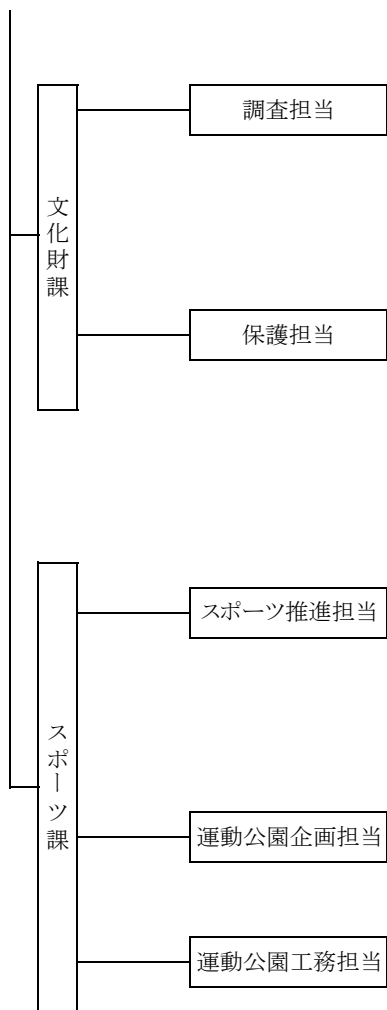 文化財課
調査担当
保護担当
スポーツ課
スポーツ推進担当
運動公園企画担当
運動公園工務担当